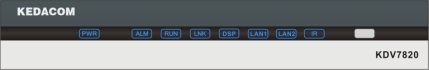 KEDACOM
PWR ALM RUN LNK DSP LAN1 LAN2 IR
KDV7820